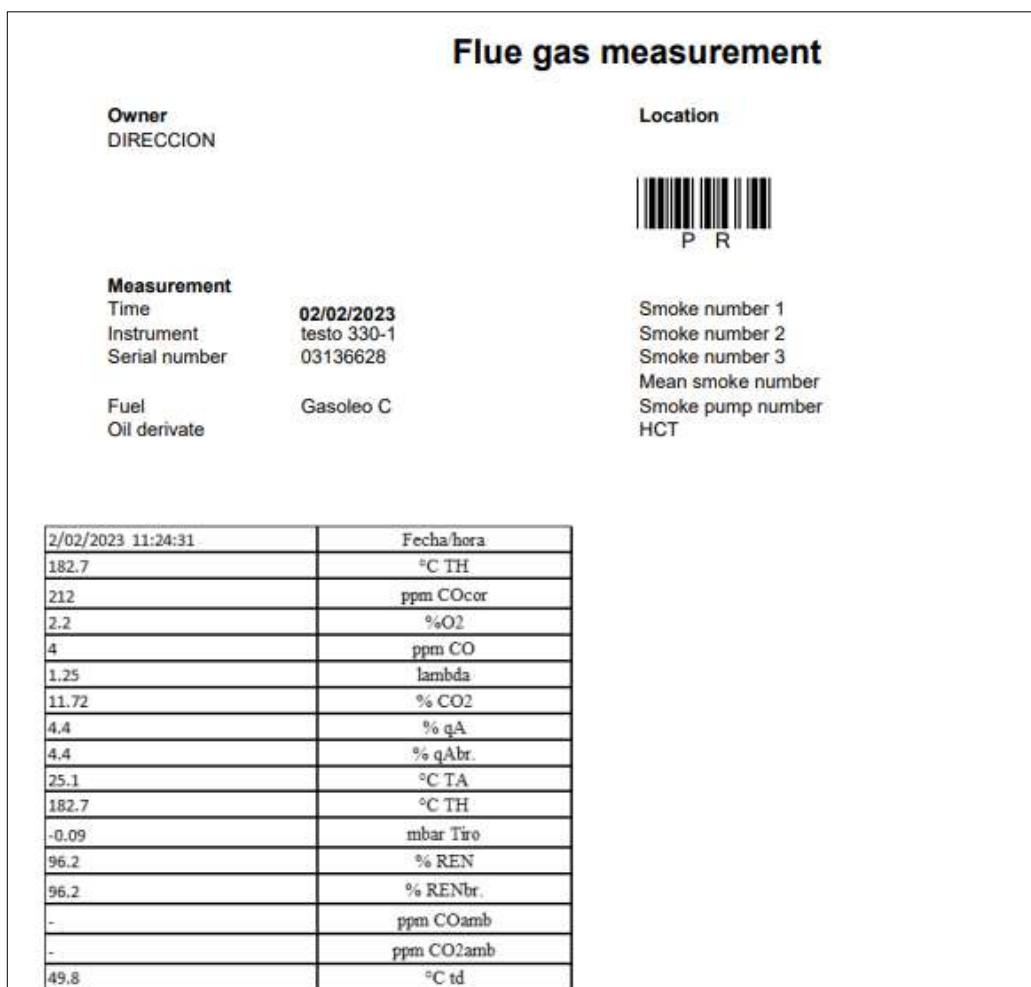 Flue gas measurement
Owner
DIRECCION
Location
P R
Measurement
Time 02/02/2023
Instrument testo 330-1
Serial number 03136628
Fuel Gasoleo C
Oil derivate
Smoke number 1
Smoke number 2
Smoke number 3
Mean smoke number
Smoke pump number
HCT
2/02/2023 11:24:31 Fecha/hora
182.7 °C TH
212 ppm COcor
2.2 %O2
4 ppm CO
1.25 lambda
11.72 % CO2
4.4 % qA
4.4 % qAbr.
25.1 °C TA
182.7 °C TH
-0.09 mbar Tiro
96.2 % REN
96.2 % RENbr.
- ppm COamb
- ppm CO2amb
49.8 °C td